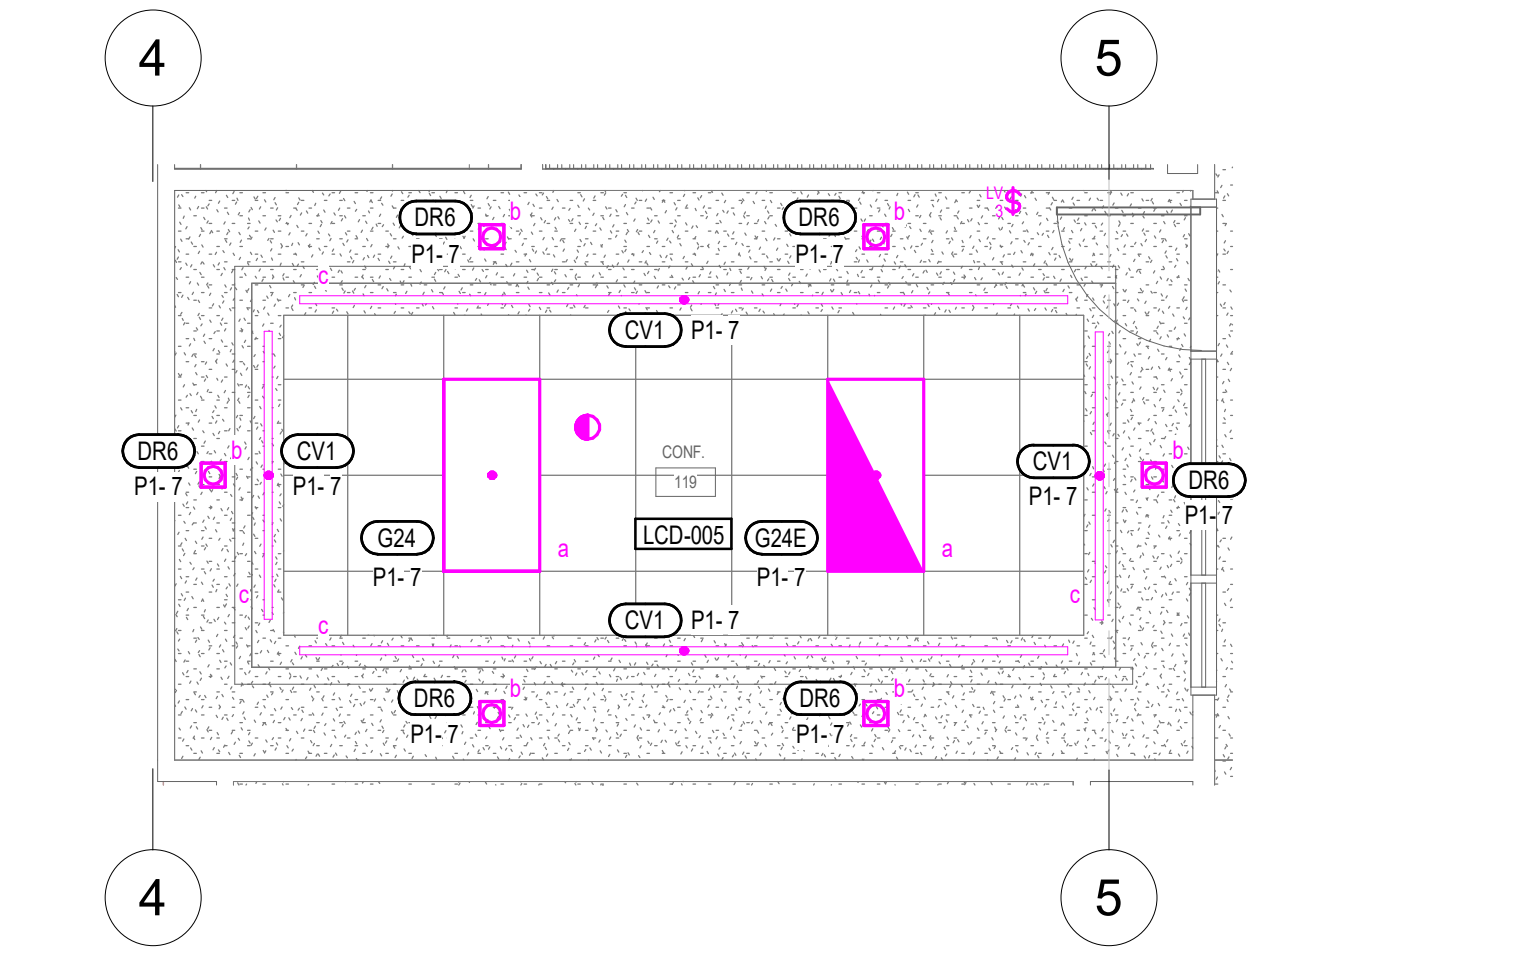 4
5
LV $
3
DR6 b
P1-7
DR6 b
P1-7
c
CV1 P1-7
DR6 b
P1-7
CV1
P1-7
CONF.
119
CV1
P1-7
b
DR6
P1-7
G24
P1-7
a
LCD-005
G24E
P1-7
a
c
c
c
CV1 P1-7
DR6 b
P1-7
DR6 b
P1-7
4
5